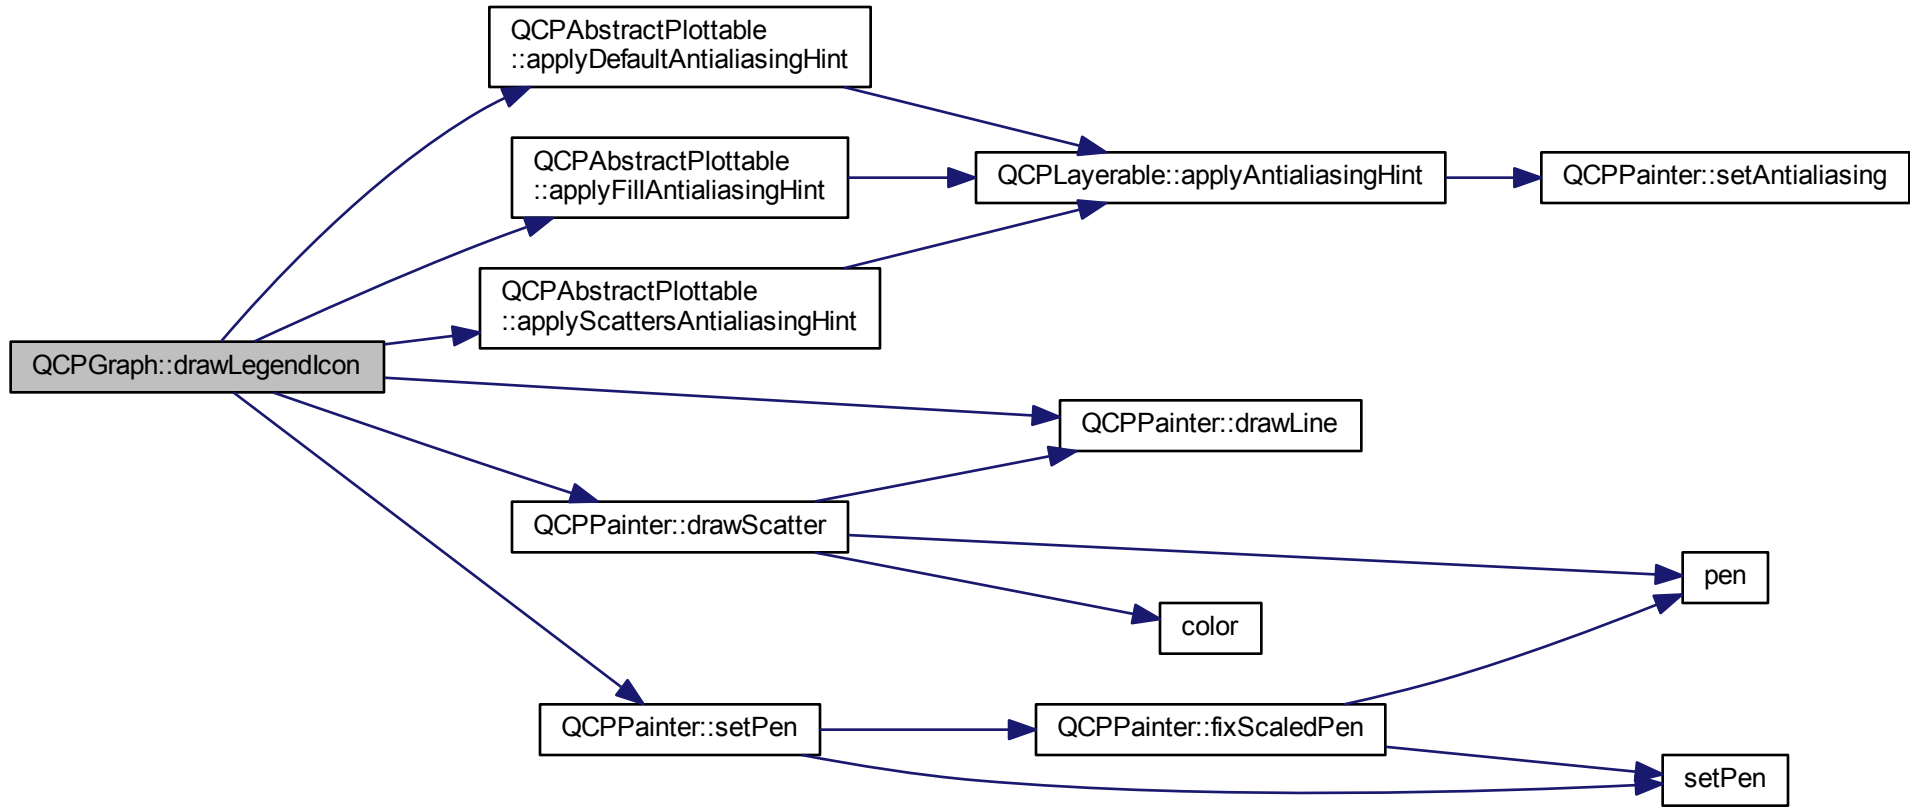 QCPAbstractPlottable
::applyDefaultAntialiasingHint
QCPAbstractPlottable
::applyFillAntialiasingHint
QCPLayerable::applyAntialiasingHint
QCPPainter::setAntialiasing
QCPAbstractPlottable
::applyScattersAntialiasingHint
QCPGraph::drawLegendIcon
QCPPainter::drawLine
QCPPainter::drawScatter
pen
color
QCPPainter::setPen
QCPPainter::fixScaledPen
setPen